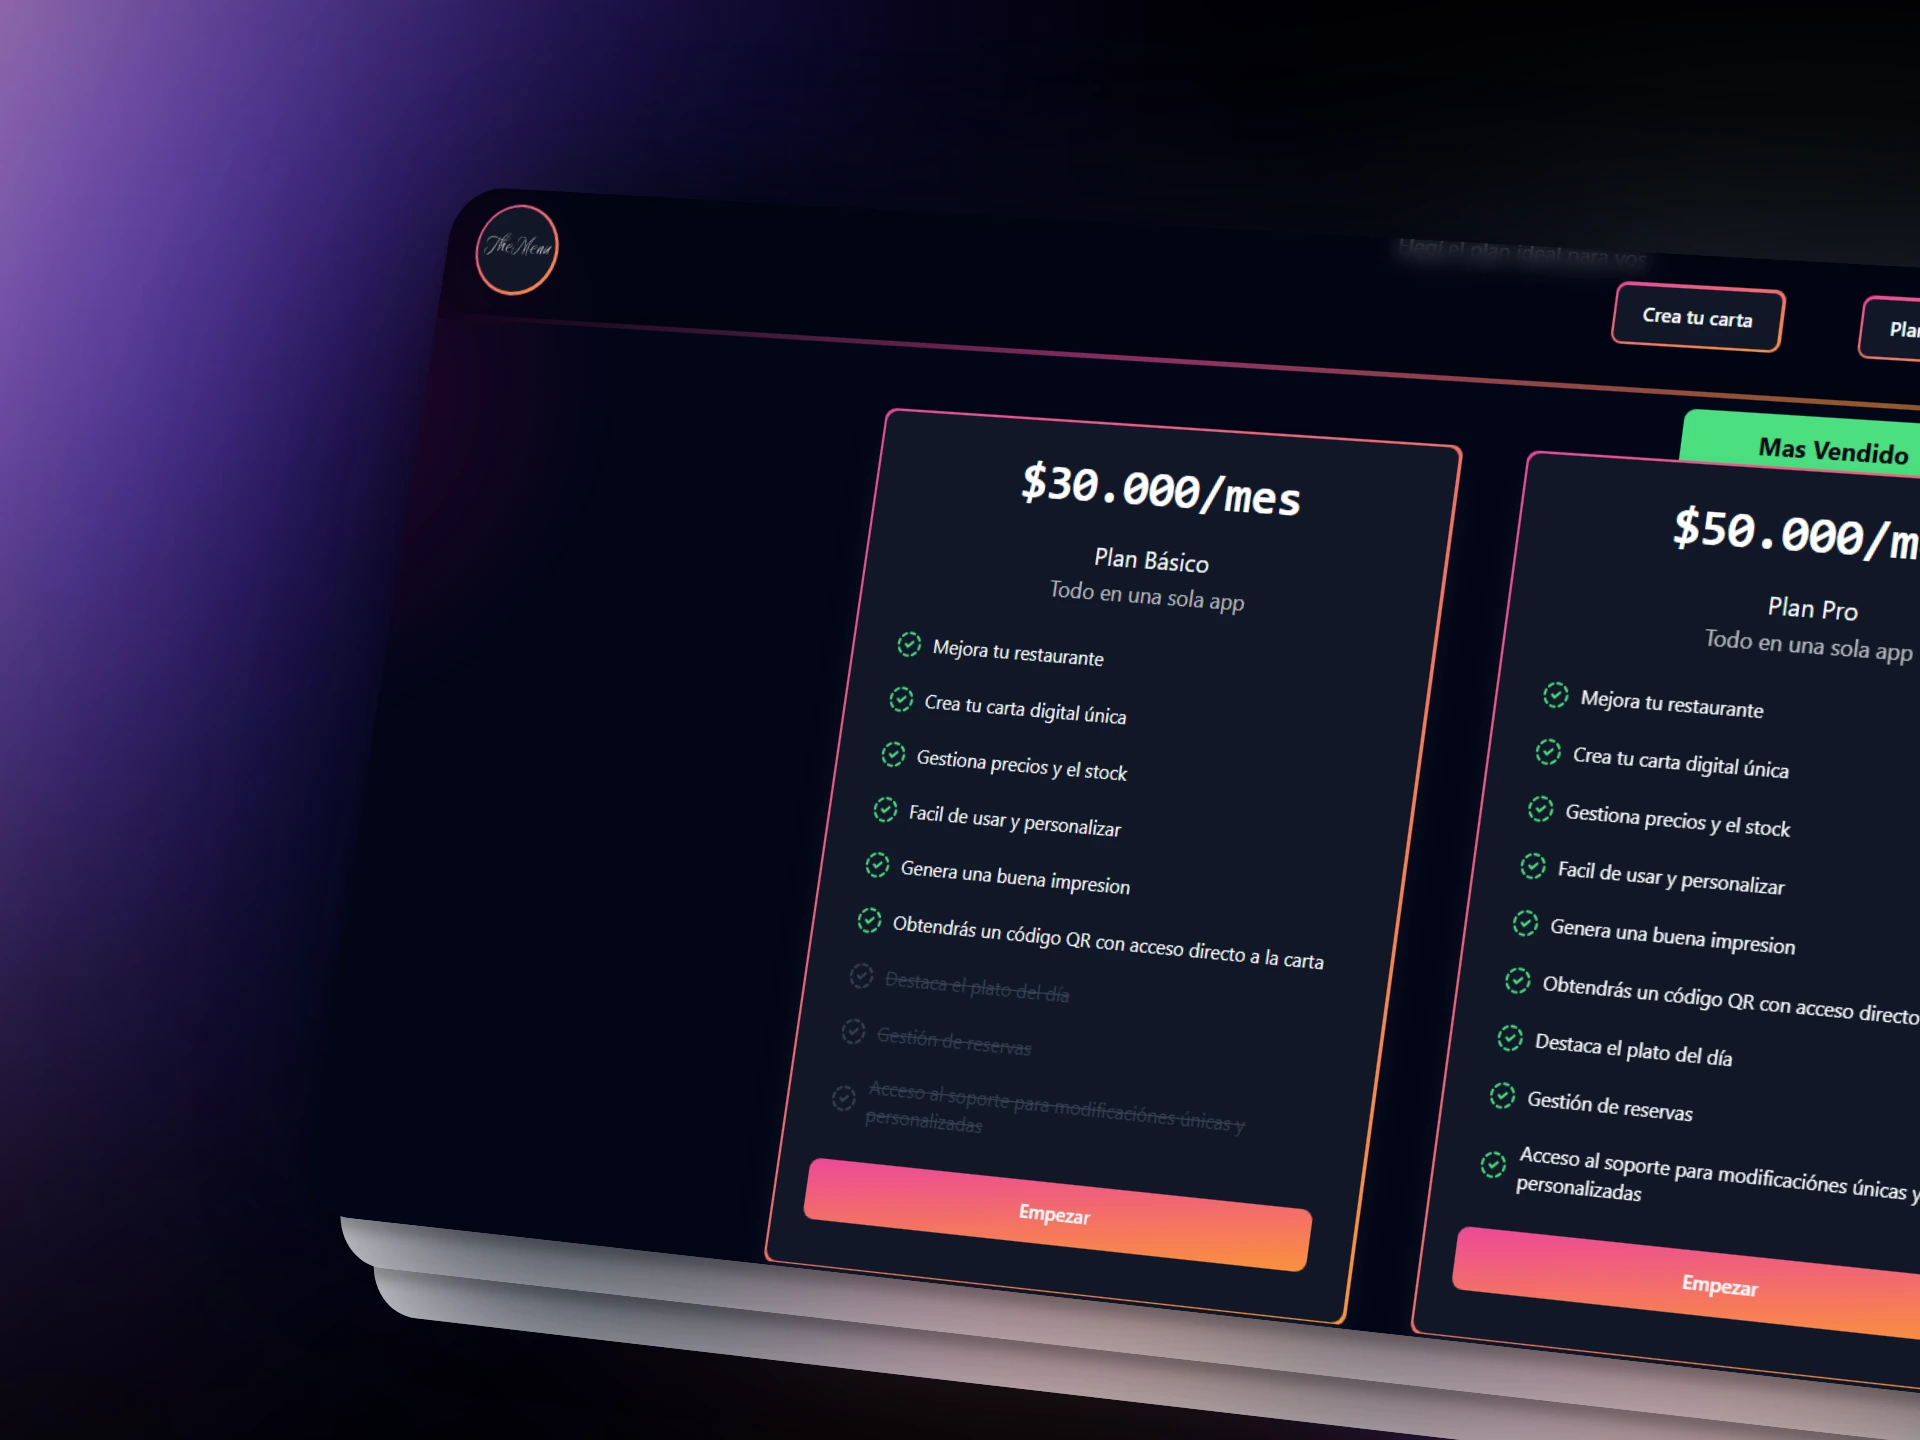 The Menu
Elegí el plan ideal para vos
Crea tu carta
$30.000/mes
Plan Básico
Todo en una sola app
Mejora tu restaurante
Crea tu carta digital única
Gestiona precios y el stock
Facil de usar y personalizar
Genera una buena impresion
Obtendrás un código QR con acceso directo a la carta
Destaca el plato del día
Gestión de reservas
Acceso al soporte para modificaciónes únicas y
personalizadas
Empezar
Mas Vendido
$50.000/m
Plan Pro
Todo en una sola app
Mejora tu restaurante
Crea tu carta digital única
Gestiona precios y el stock
Facil de usar y personalizar
Genera una buena impresion
Obtendrás un código QR con acceso directo
Destaca el plato del día
Gestión de reservas
Acceso al soporte para modificaciónes únicas y
personalizadas
Empezar